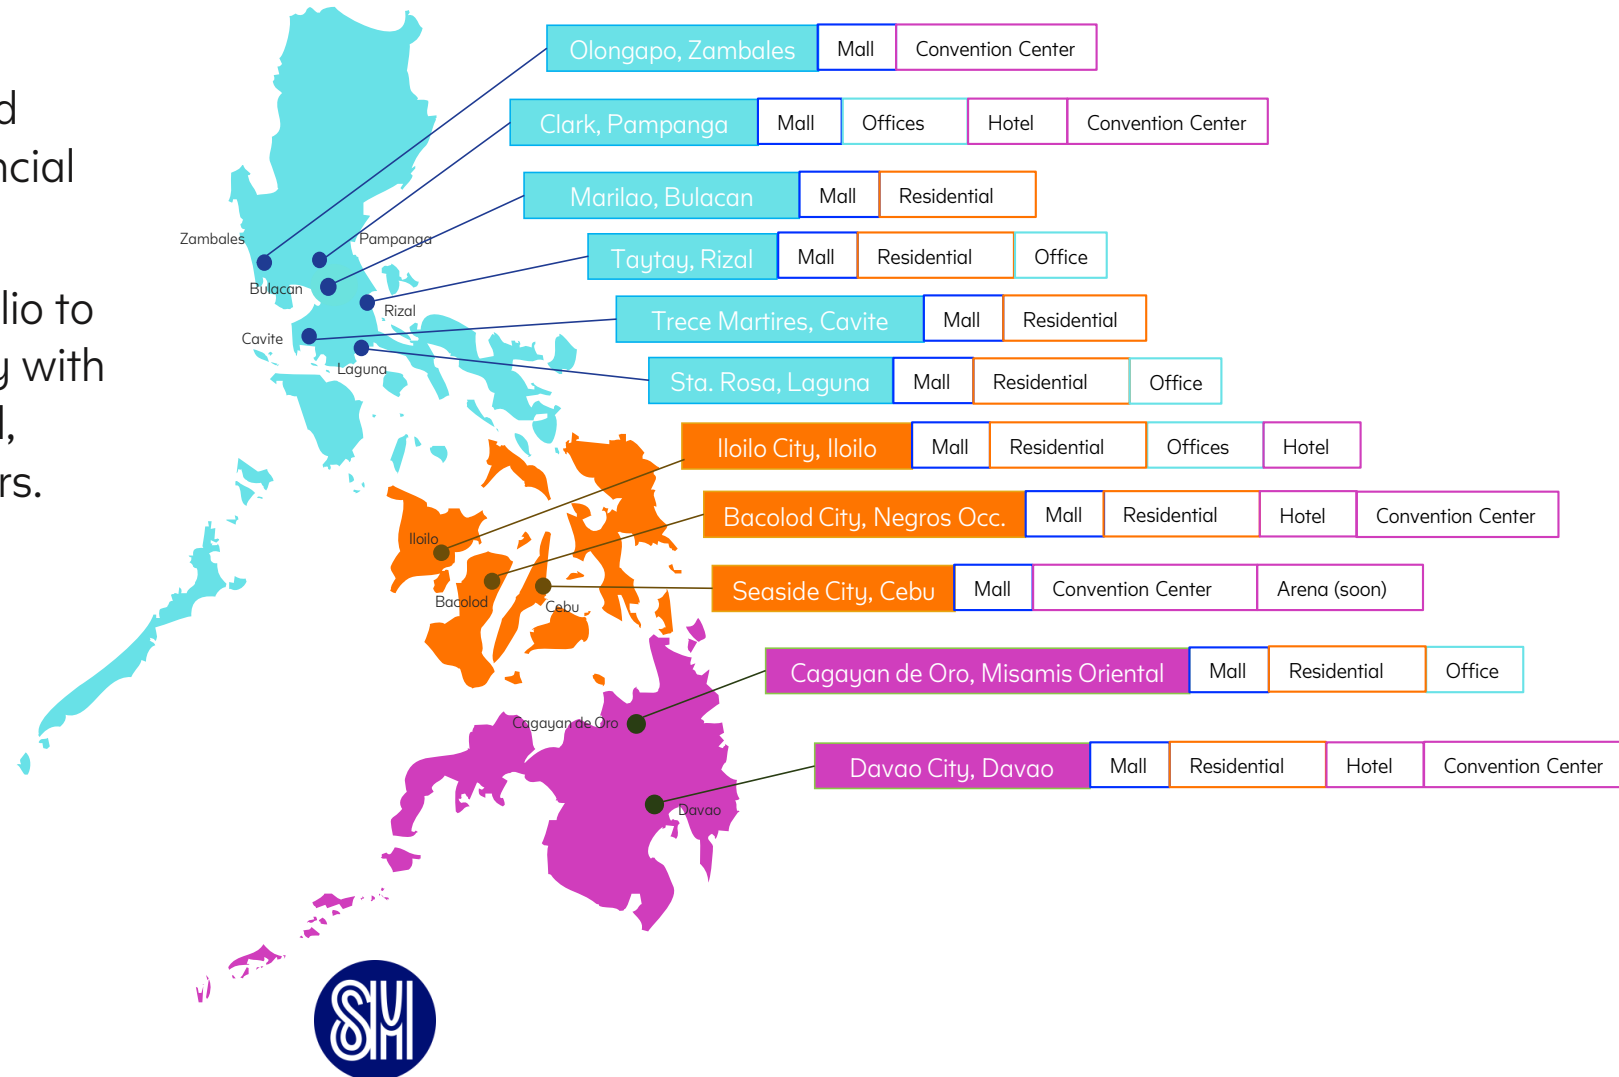 d
ncial
lio to
y with
l,
rs.
Olongapo, Zambales Mall Convention Center
Clark, Pampanga Mall Offices Hotel Convention Center
Marilao, Bulacan Mall Residential
Taytay, Rizal Mall Residential Office
Trece Martires, Cavite Mall Residential
Sta. Rosa, Laguna Mall Residential Office
Iloilo City, Iloilo Mall Residential Offices Hotel
Bacolod City, Negros Occ. Mall Residential Hotel Convention Center
Seaside City, Cebu Mall Convention Center Arena (soon)
Cagayan de Oro, Misamis Oriental Mall Residential Office
Davao City, Davao Mall Residential Hotel Convention Center
Zambales
Pampanga
Bulacan
Rizal
Cavite
Laguna
Iloilo
Bacolod
Cebu
Cagayan de Oro
Davao
SM